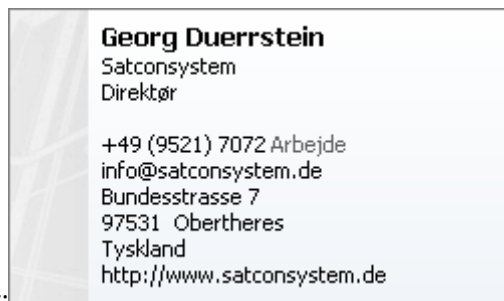 Georg Duerrstein
Satconsystem
Direktør
+49 (9521) 7072 Arbejde
info@satconsystem.de
Bundesstrasse 7
97531 Obertheres
Tyskland
http://www.satconsystem.de